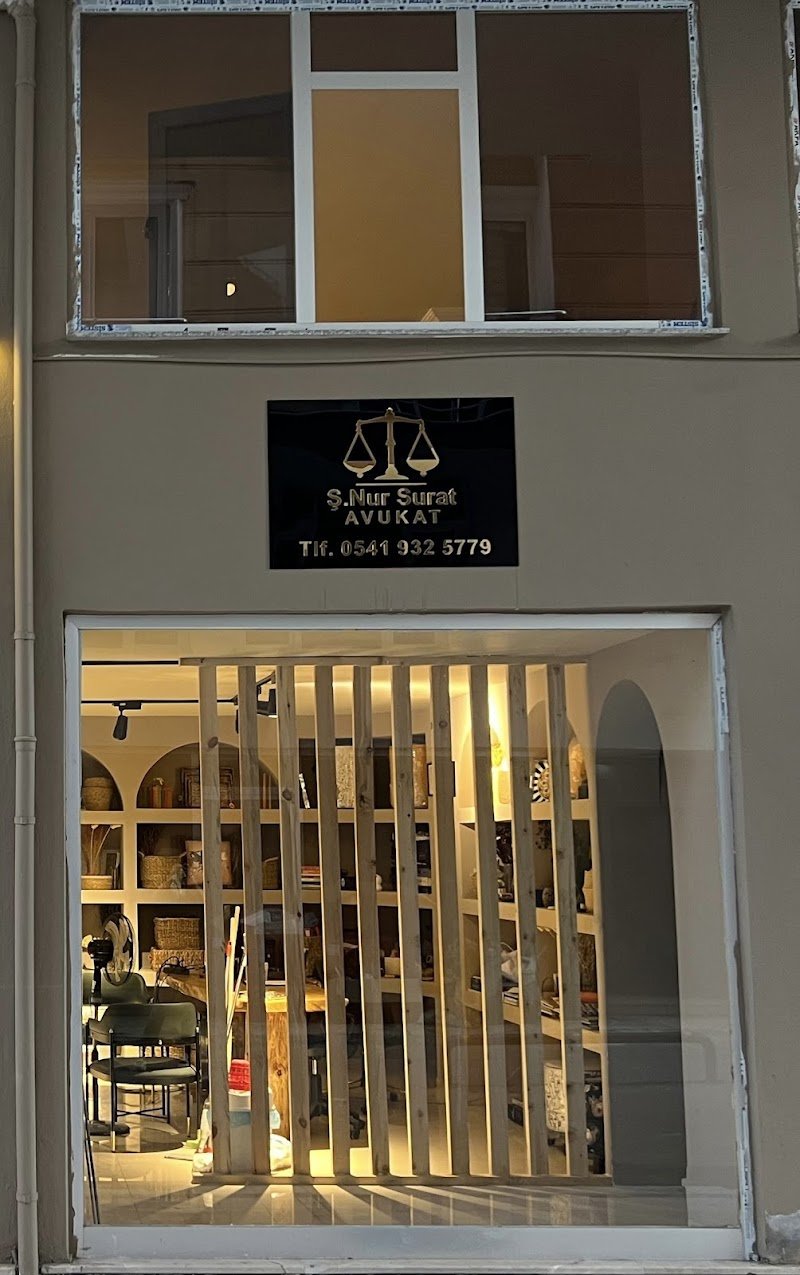 Ş.Nur Surat
AVUKAT
Tlf. 0541 932 5779